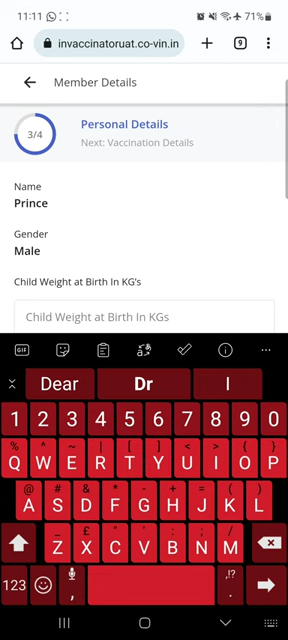 11:11 71%
invaccinatoruat.co-vin.in 9
Member Details
3/4 Personal Details
Next: Vaccination Details
Name
Prince
Gender
Male
Child Weight at Birth In KG's
Child Weight at Birth In KGs
GIF
Dear Dr I
1 2 3 4 5 6 7 8 9 0
% ^ ~ | [ ] < > { }
Q W E R T Y U I O P
@ # & * - + = ( )
A S D F G H J K L
_ £ " ' : ; /
Z X C V B N M
123 , ,!? .